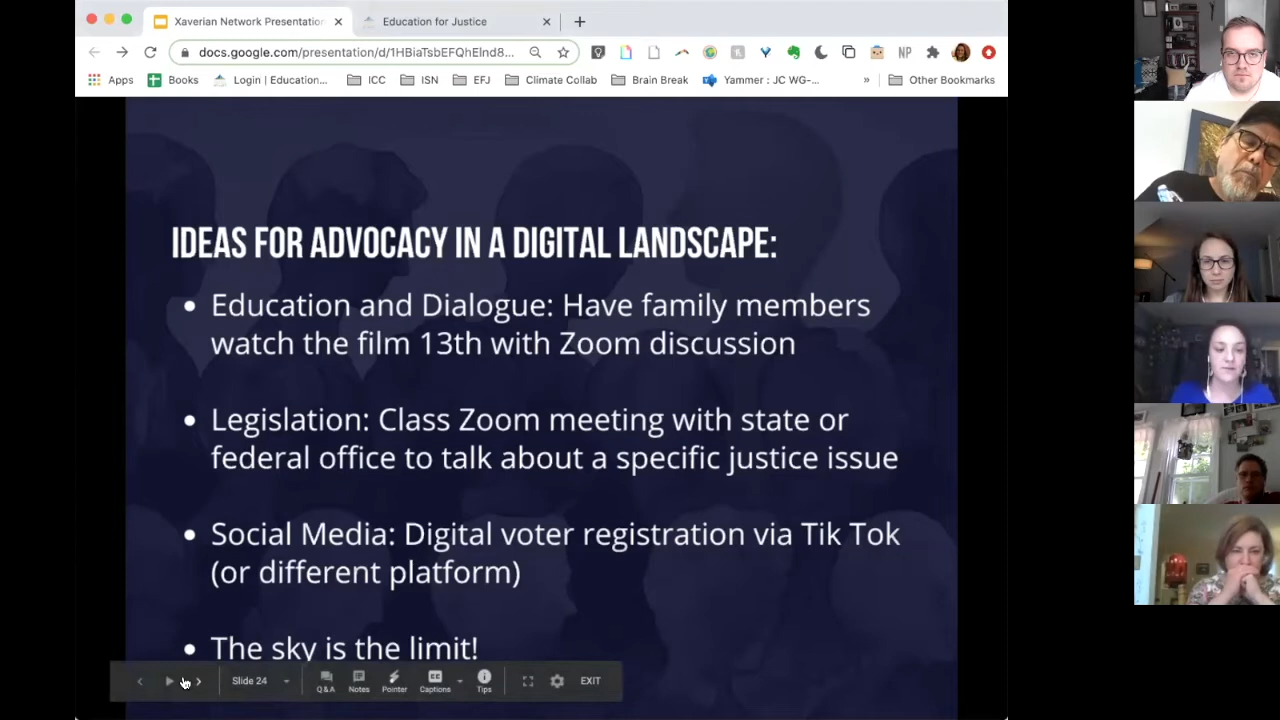 Xaverian Network Presentation
Education for Justice
docs.google.com/presentation/d/1HBiaTsbEFQhEInd8...
NP
Apps
Books
Login | Education...
ICC
ISN
EFJ
Climate Collab
Brain Break
Yammer : JC WG-...
»
Other Bookmarks
IDEAS FOR ADVOCACY IN A DIGITAL LANDSCAPE:
• Education and Dialogue: Have family members
watch the film 13th with Zoom discussion
• Legislation: Class Zoom meeting with state or
federal office to talk about a specific justice issue
• Social Media: Digital voter registration via Tik Tok
(or different platform)
• The sky is the limit!
Slide 24
Q&A
Notes
Pointer
CC
Captions
Tips
EXIT